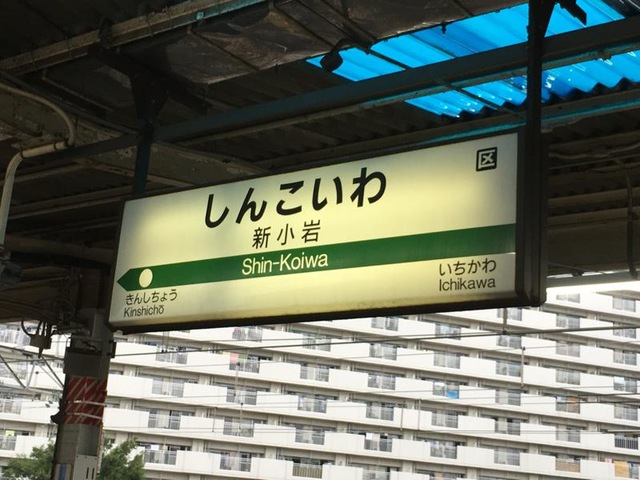 区
しんこいわ
新小岩
Shin-Koiwa
きんしちょう
Kinshichō
いちかわ
Ichikawa